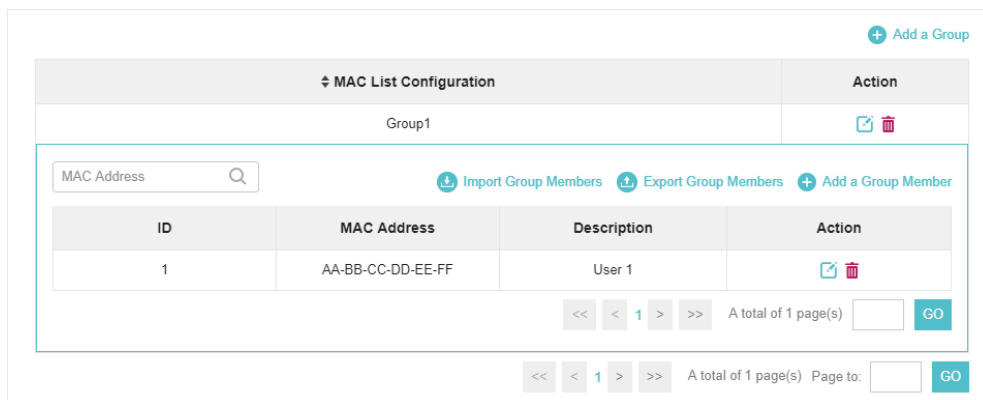 Add a Group
MAC List Configuration Action
Group1
MAC Address Import Group Members Export Group Members Add a Group Member
ID MAC Address Description Action
1 AA-BB-CC-DD-EE-FF User 1
<< < 1 > >> A total of 1 page(s) GO
<< < 1 > >> A total of 1 page(s) Page to: GO